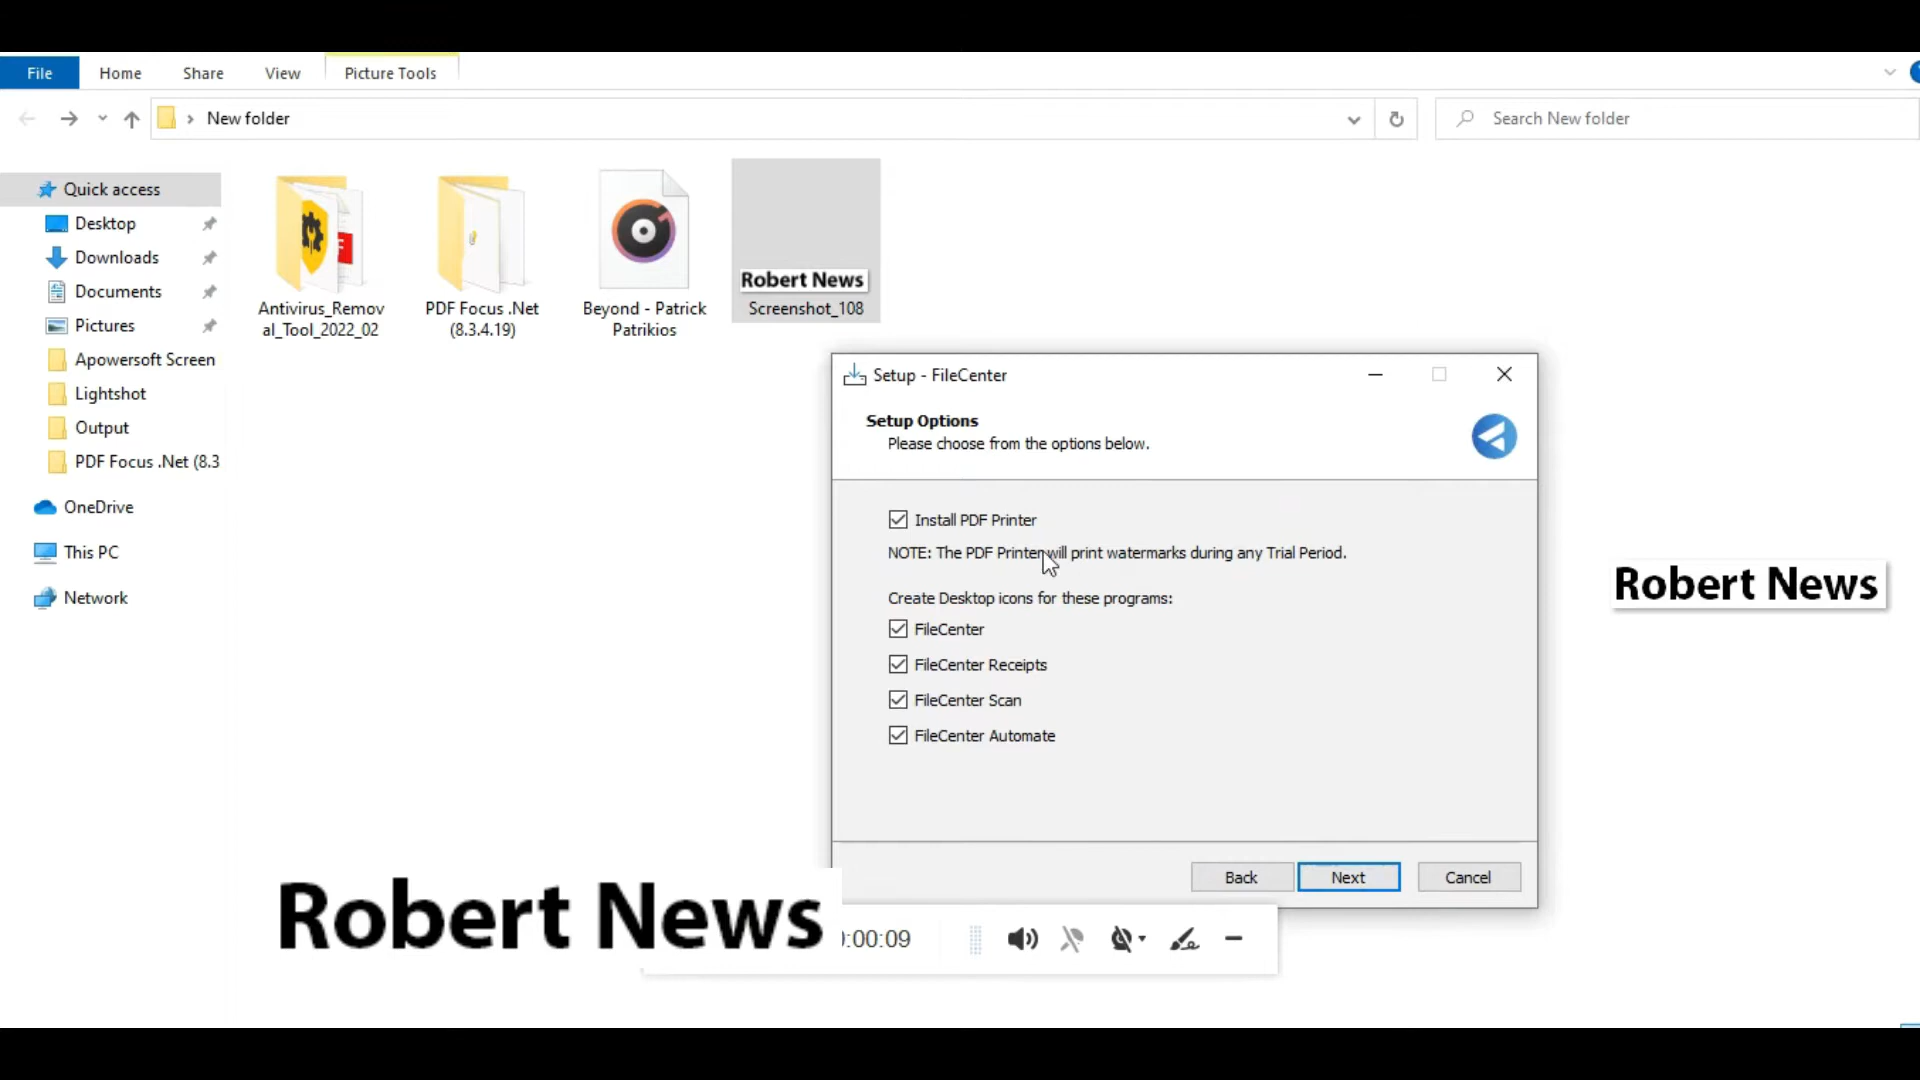 File Home Share View Picture Tools
New folder
Search New folder
Quick access
Desktop
Downloads
Documents
Pictures
Apowersoft Screen
Lightshot
Output
PDF Focus .Net (8.3
OneDrive
This PC
Network
Antivirus_Remov
al_Tool_2022_02
PDF Focus .Net
(8.3.4.19)
Beyond - Patrick
Patrikios
Robert News
Screenshot_108
Setup - FileCenter
Setup Options
Please choose from the options below.
Install PDF Printer
NOTE: The PDF Printer will print watermarks during any Trial Period.
Create Desktop icons for these programs:
FileCenter
FileCenter Receipts
FileCenter Scan
FileCenter Automate
Back Next Cancel
Robert News
Robert News
:00:09